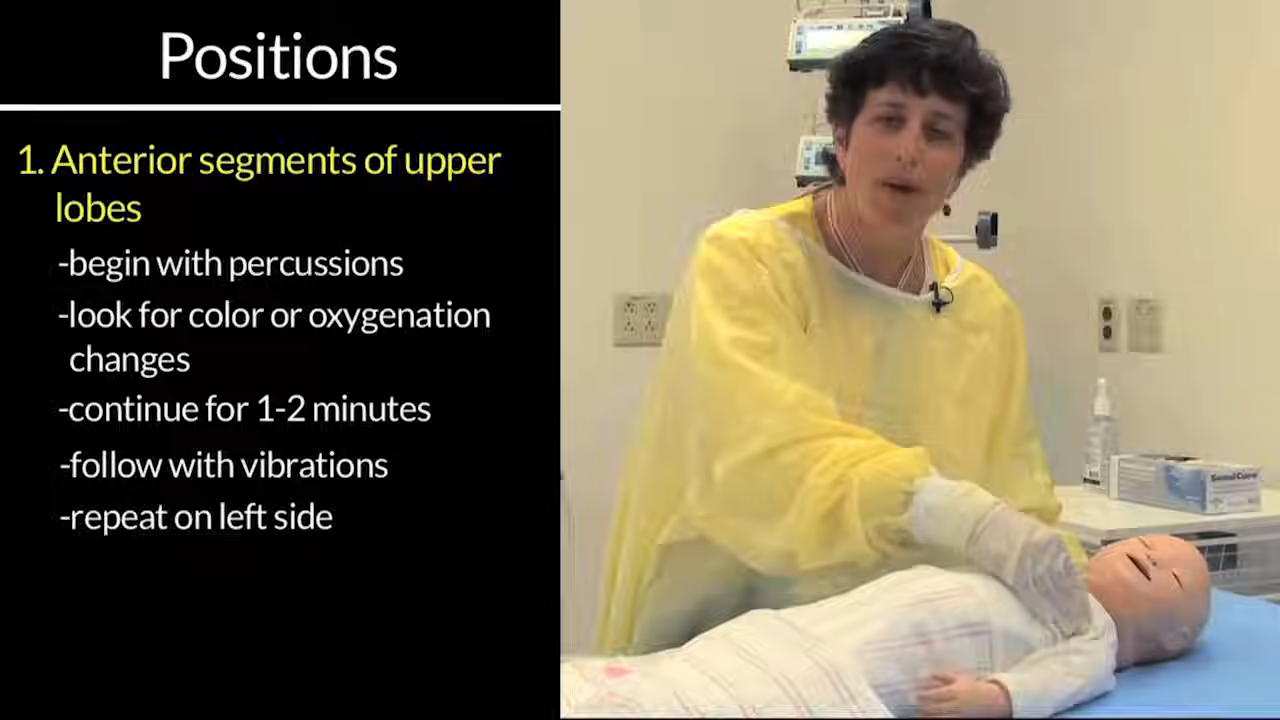 Positions
1. Anterior segments of upper
lobes
-begin with percussions
-look for color or oxygenation
changes
-continue for 1-2 minutes
-follow with vibrations
-repeat on left side